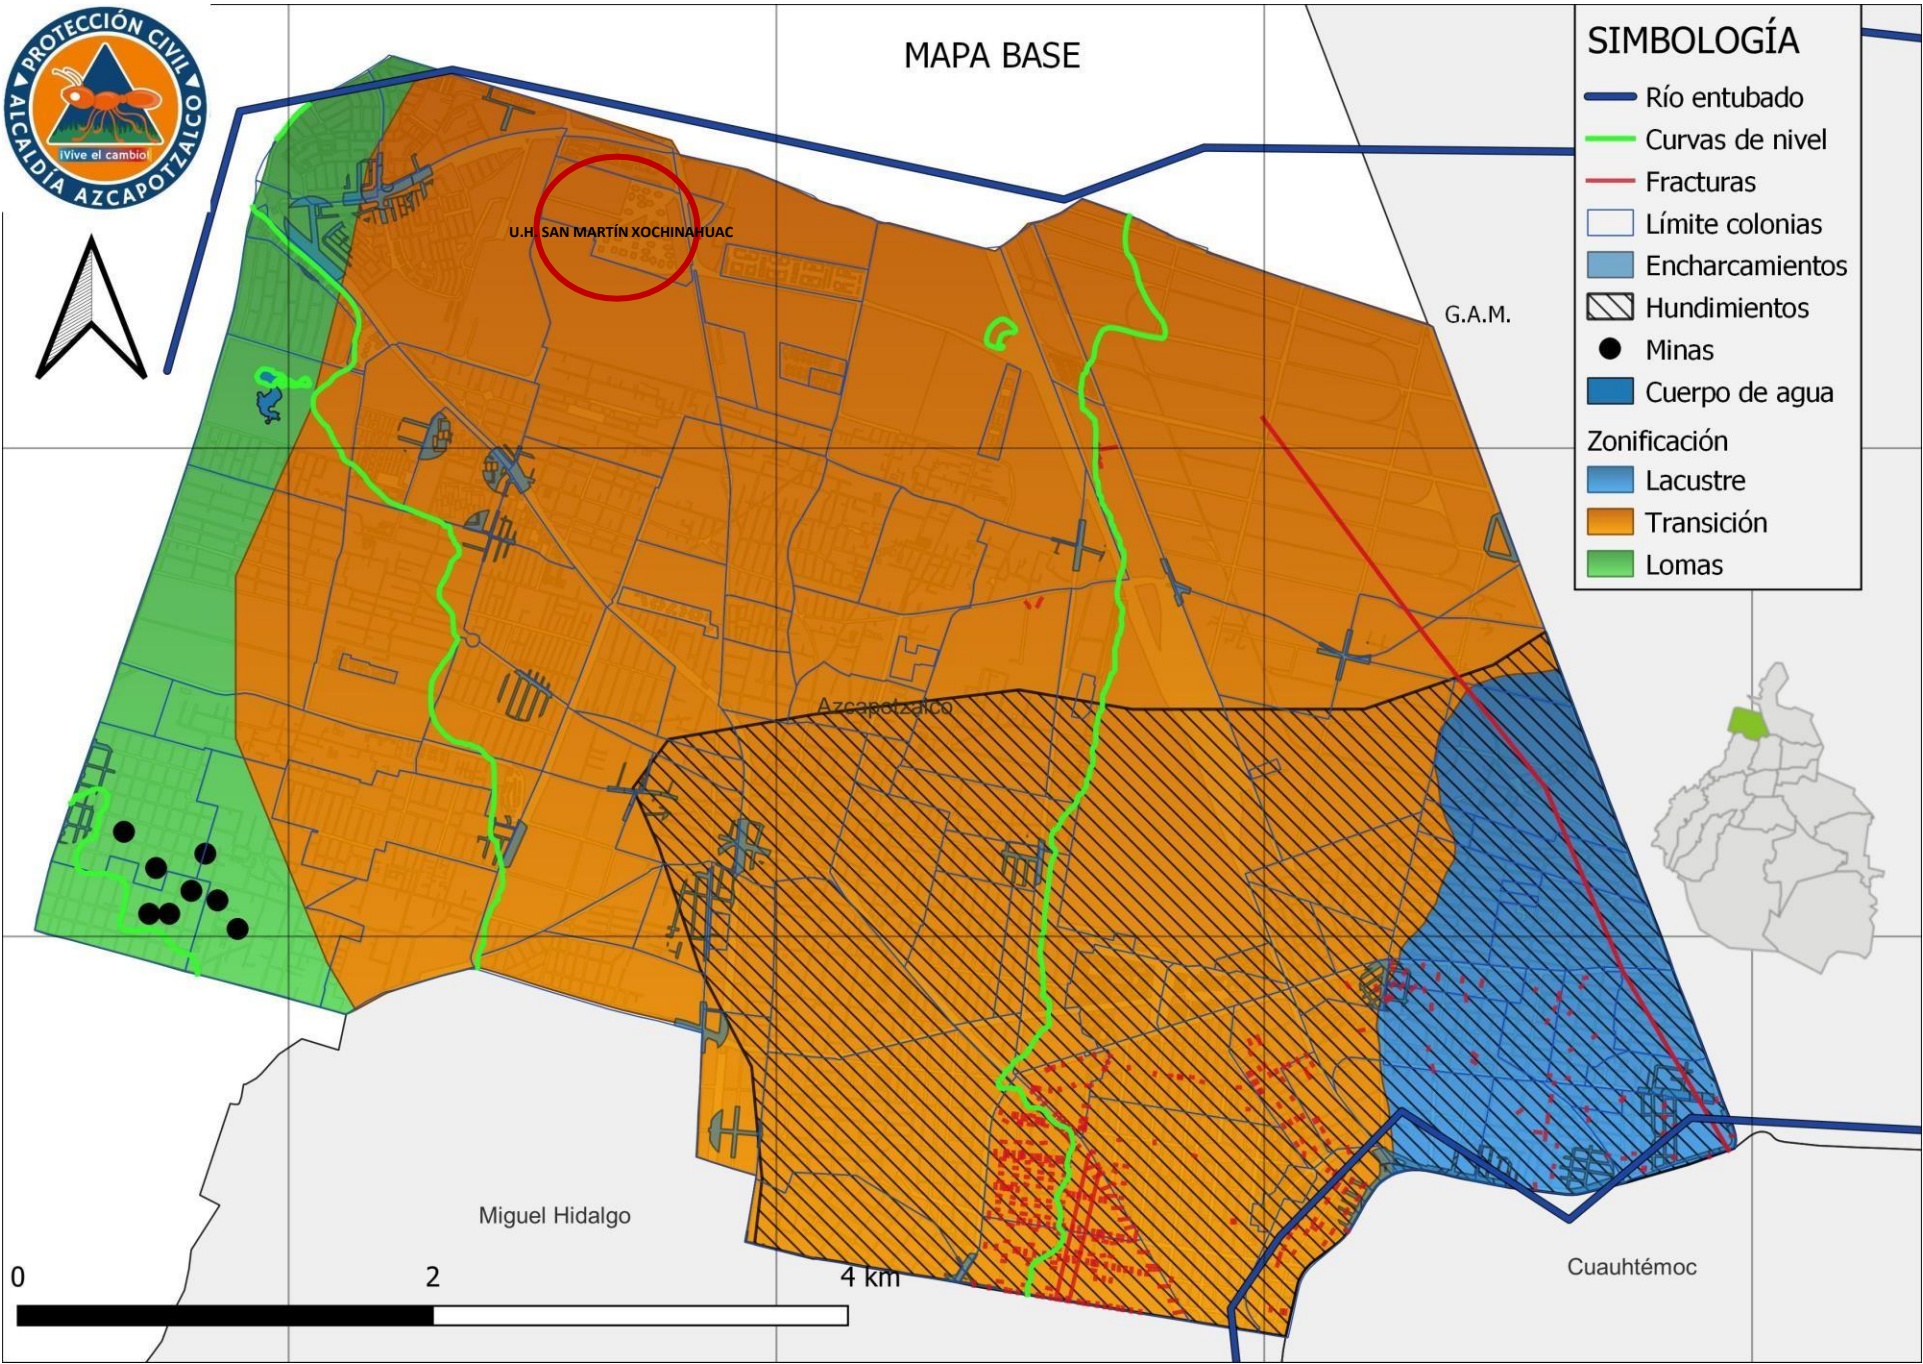 PROTECCIÓN CIVIL
ALCALDÍA AZCAPOTZALCO
¡Vive el cambio!
MAPA BASE
SIMBOLOGÍA
Río entubado
Curvas de nivel
Fracturas
Límite colonias
Encharcamientos
Hundimientos
Minas
Cuerpo de agua
Zonificación
Lacustre
Transición
Lomas
U.H. SAN MARTÍN XOCHINAHUAC
G.A.M.
Azcapotzalco
Miguel Hidalgo
Cuauhtémoc
0 2 4 km